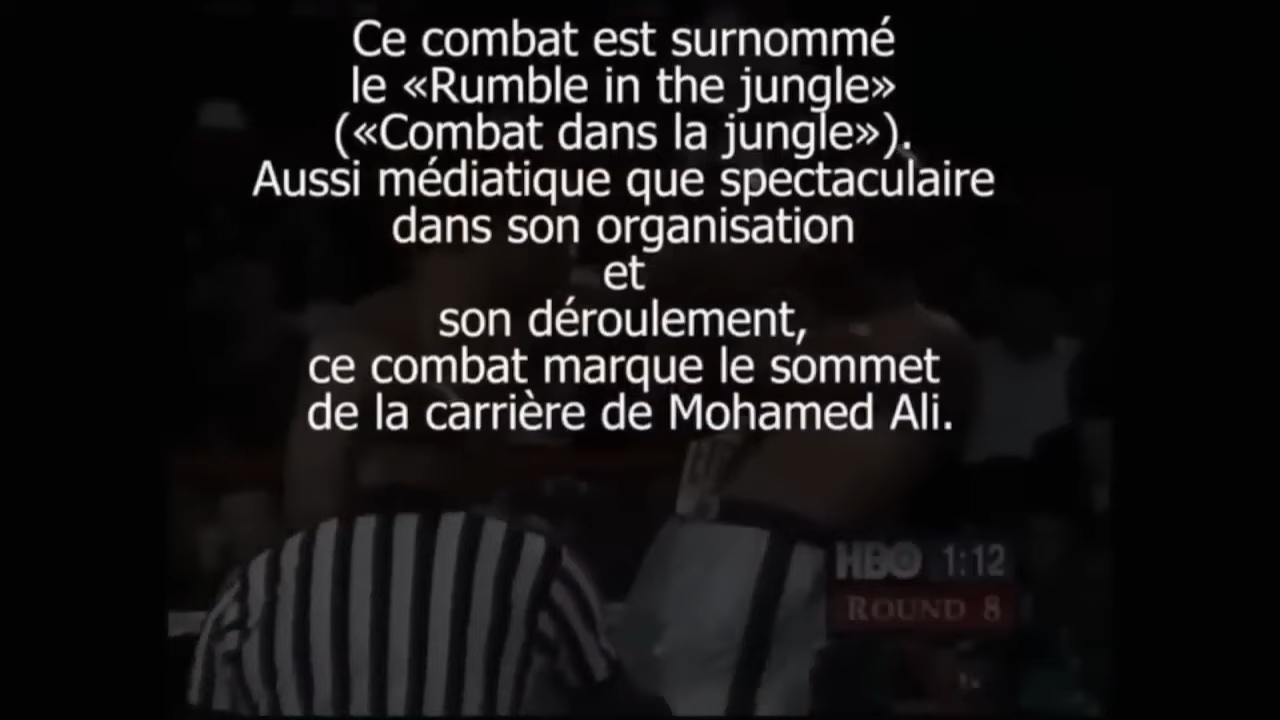 Ce combat est surnommé
le «Rumble in the jungle»
(«Combat dans la jungle»).
Aussi médiatique que spectaculaire
dans son organisation
et
son déroulement,
ce combat marque le sommet
de la carrière de Mohamed Ali.
HBO 1:12
ROUND 8